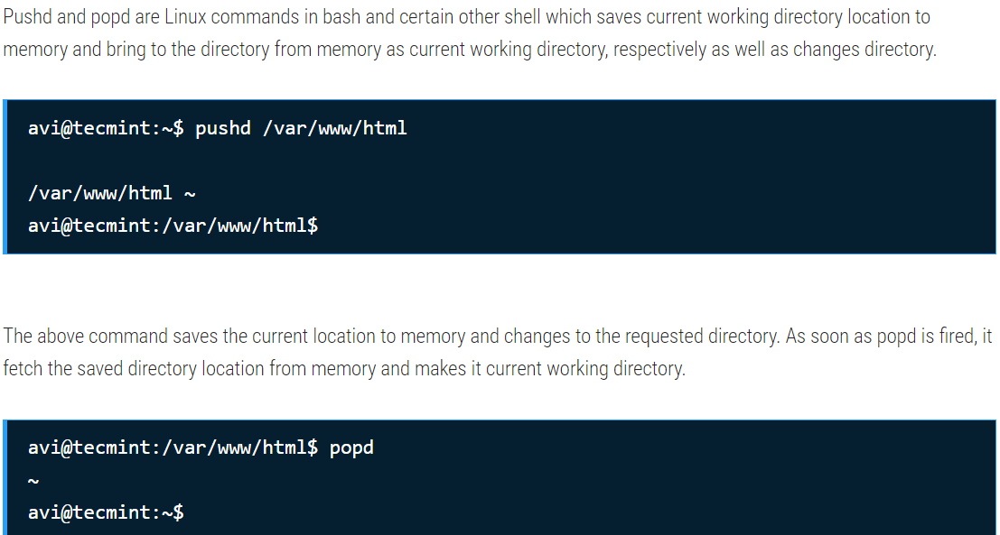 Pushd and popd are Linux commands in bash and certain other shell which saves current working directory location to
memory and bring to the directory from memory as current working directory, respectively as well as changes directory.
avi@tecmint:~$ pushd /var/www/html
/var/www/html ~
avi@tecmint:/var/www/html$
The above command saves the current location to memory and changes to the requested directory. As soon as popd is fired, it
fetch the saved directory location from memory and makes it current working directory.
avi@tecmint:/var/www/html$ popd
~
avi@tecmint:~$